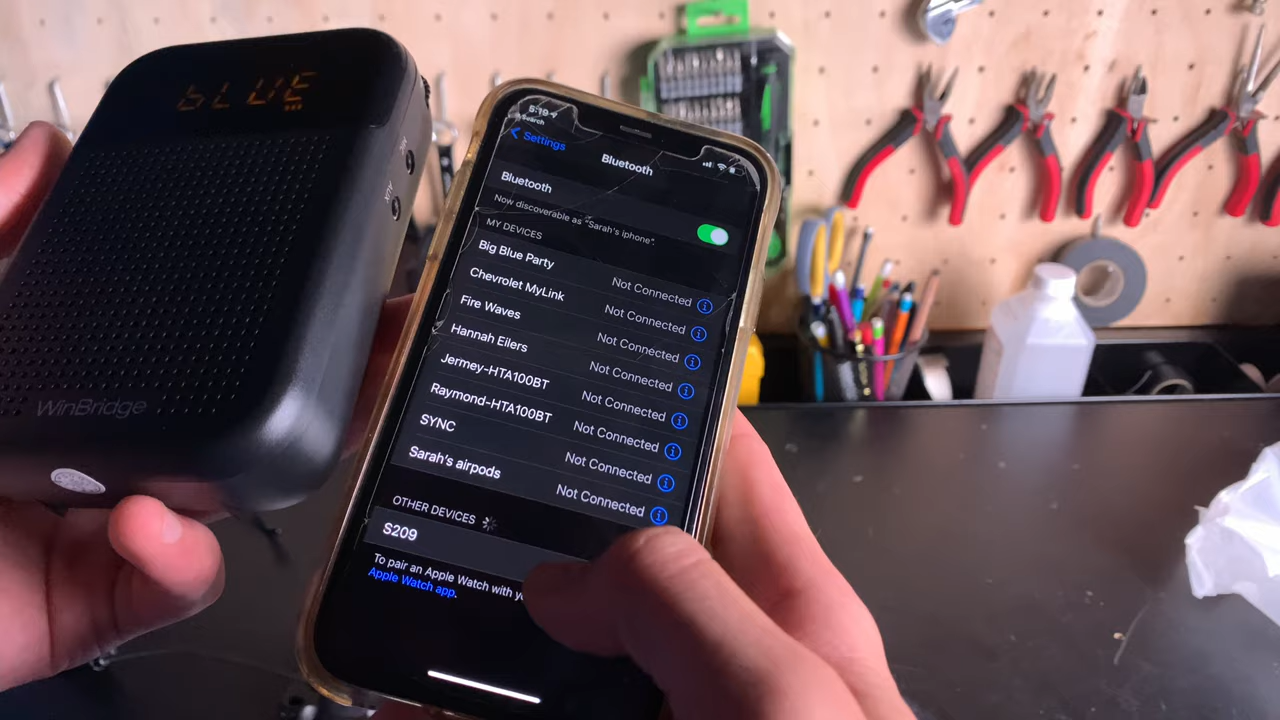 bLUE
AUX
WinBridge
5:19
Search
Settings
Bluetooth
Bluetooth
Now discoverable as "Sarah's iphone".
MY DEVICES
Big Blue Party Not Connected
Chevrolet MyLink Not Connected
Fire Waves Not Connected
Hannah Eilers Not Connected
Jermey-HTA100BT Not Connected
Raymond-HTA100BT Not Connected
SYNC Not Connected
Sarah's airpods Not Connected
OTHER DEVICES
S209
To pair an Apple Watch with
Apple Watch app.